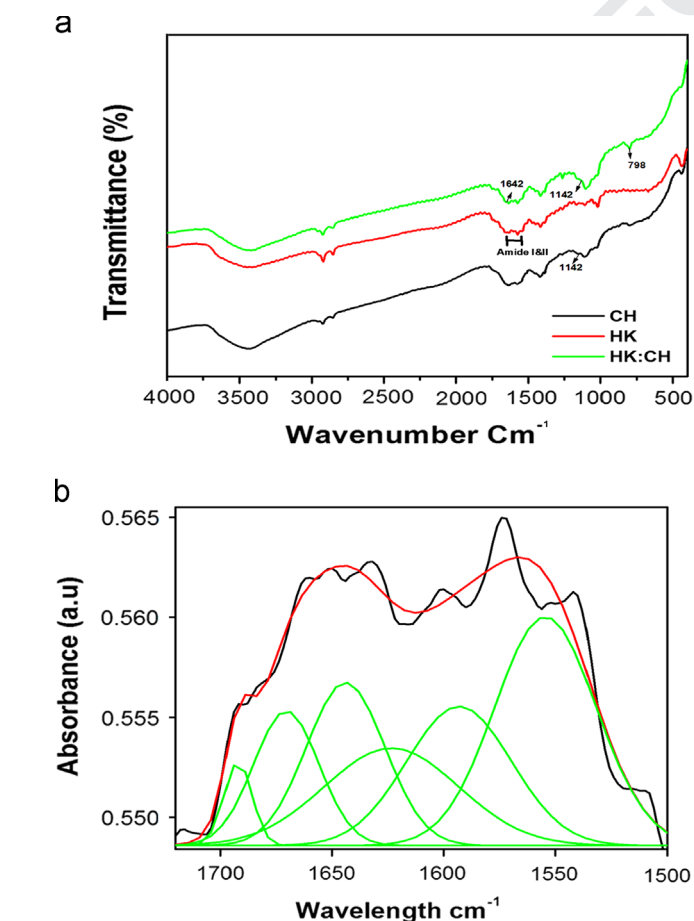 a
Transmittance (%)
1642
1142
798
Amide I&II
1142
CH
HK
HK:CH
4000 3500 3000 2500 2000 1500 1000 500
Wavenumber Cm-1
b
Absorbance (a.u)
0.565
0.560
0.555
0.550
1700 1650 1600 1550 1500
Wavelength cm-1